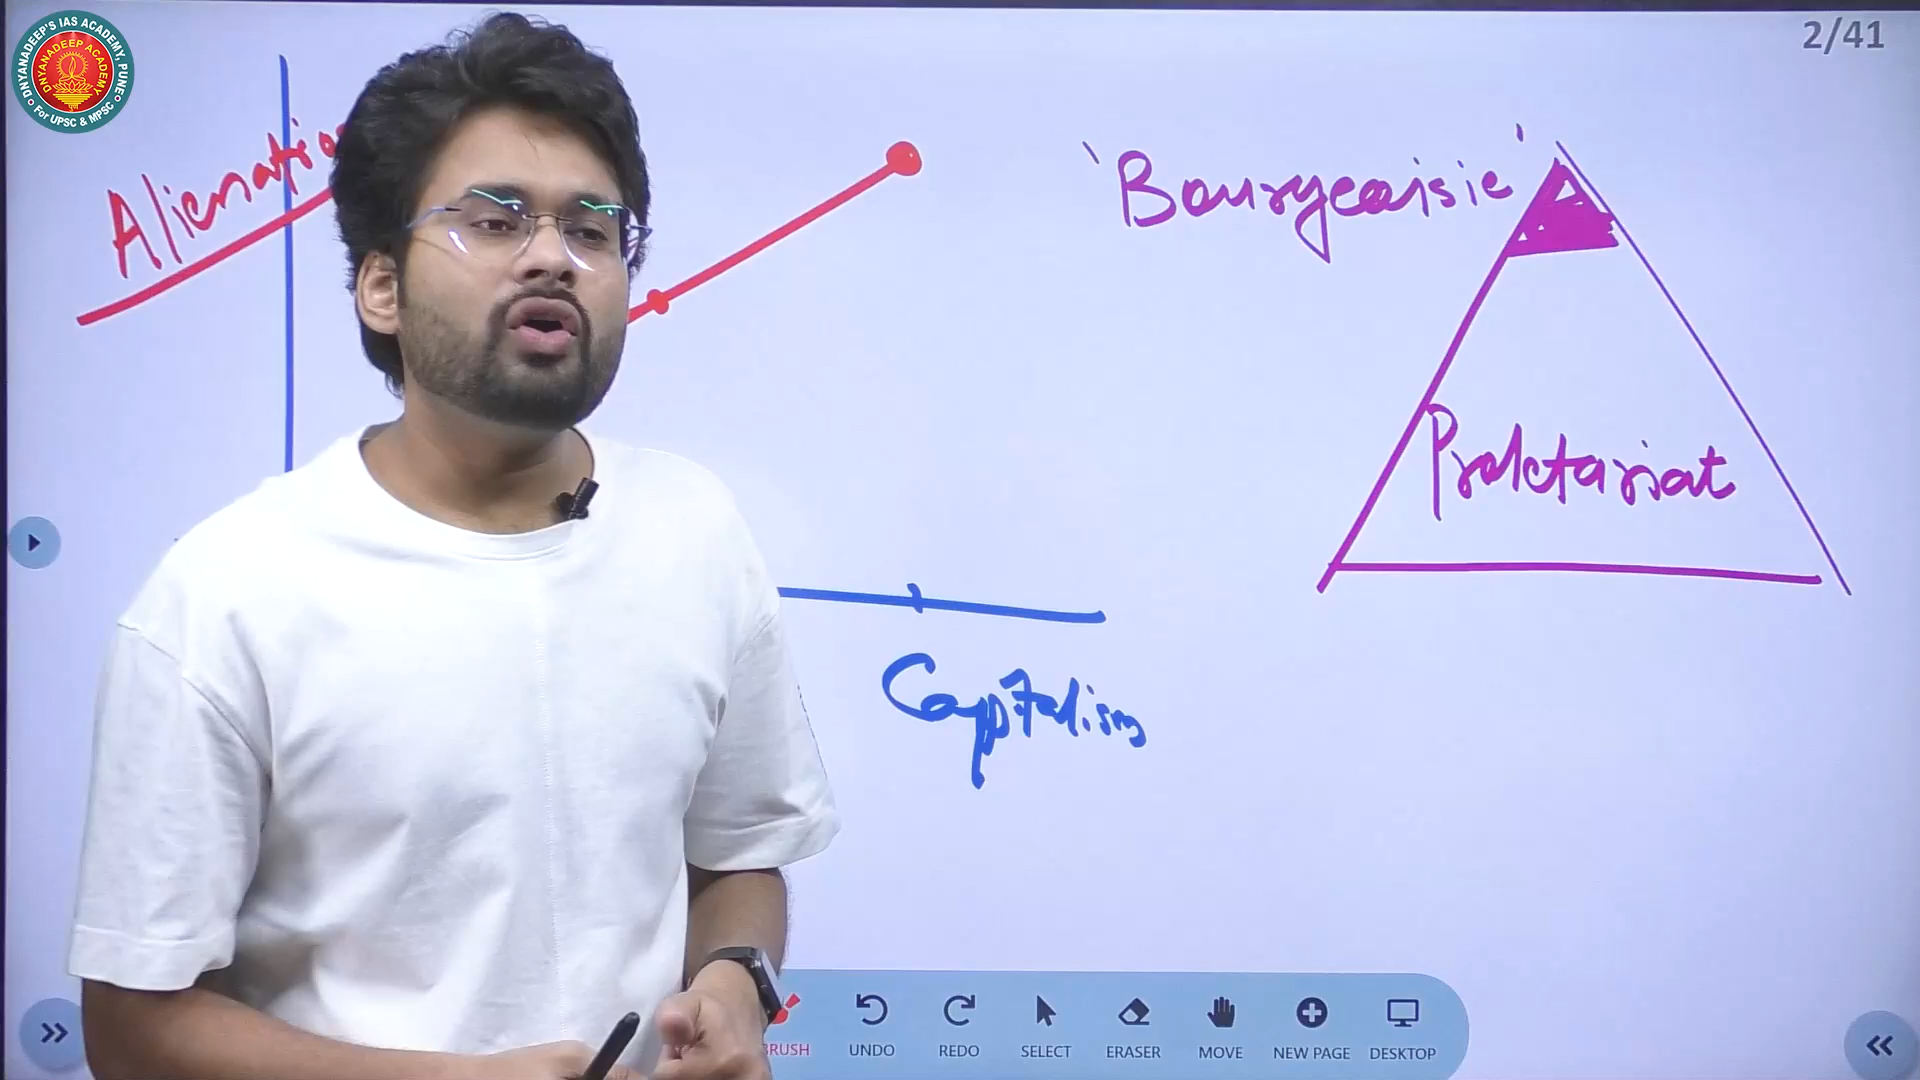 DNYANADEEP'S IAS ACADEMY, PUNE
DNYANADEEP ACADEMY
For UPSC & MPSC
2/41
Alienation
'Bourgeoisie'
Proletariat
Capitalism
BRUSH
UNDO
REDO
SELECT
ERASER
MOVE
NEW PAGE
DESKTOP